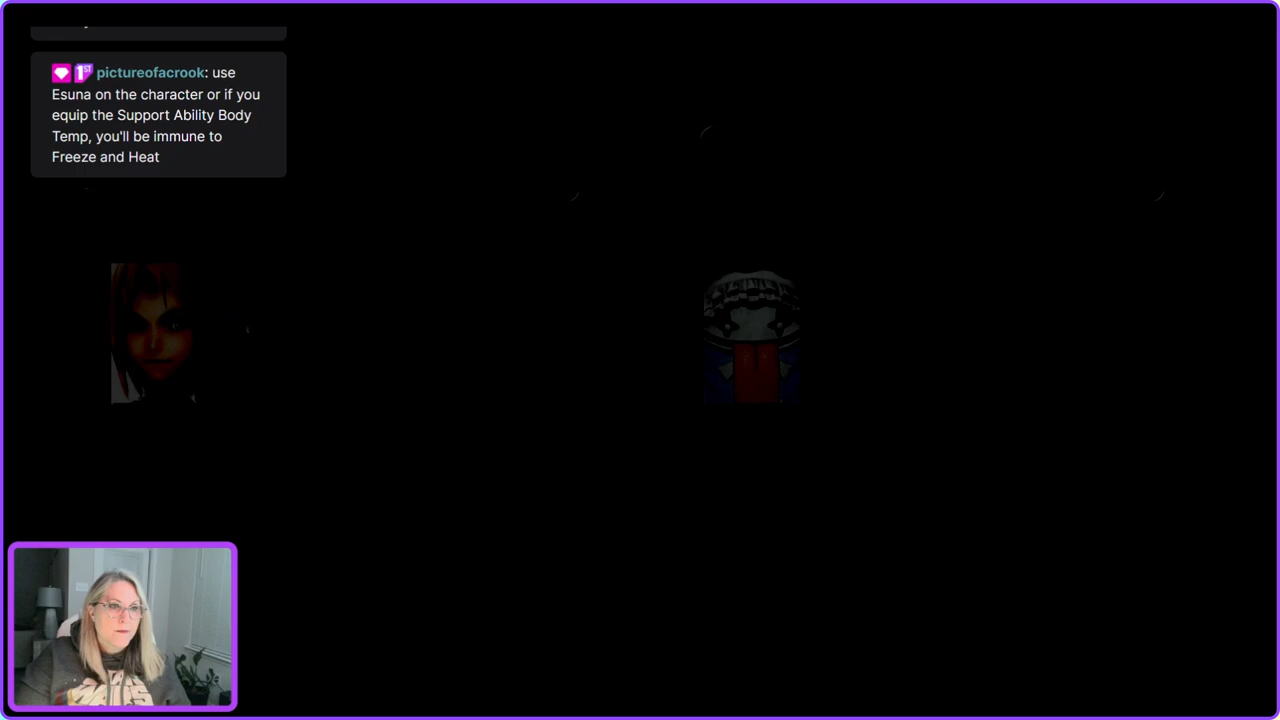 1ST pictureofacrook: use
Esuna on the character or if you
equip the Support Ability Body
Temp, you'll be immune to
Freeze and Heat